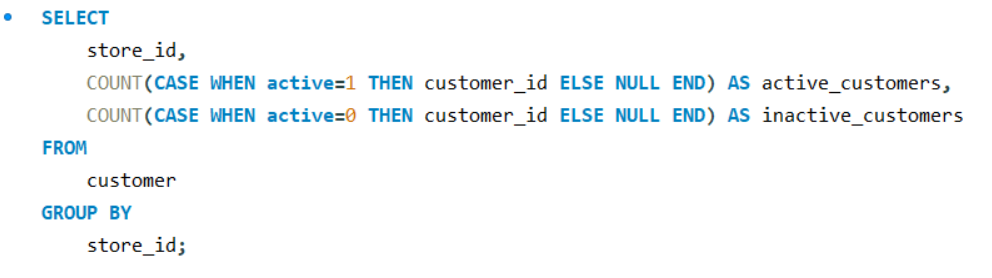 SELECT
store_id,
COUNT(CASE WHEN active=1 THEN customer_id ELSE NULL END) AS active_customers,
COUNT(CASE WHEN active=0 THEN customer_id ELSE NULL END) AS inactive_customers
FROM
customer
GROUP BY
store_id;